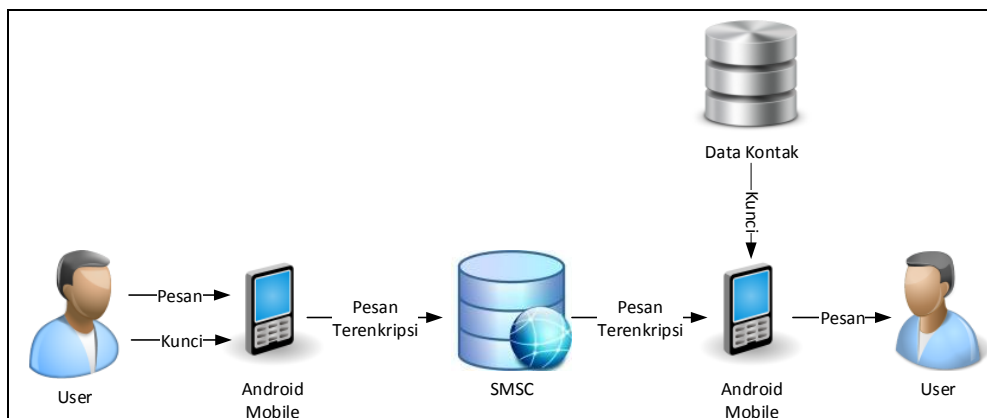 Data Kontak
Kunci
Pesan
Kunci
Pesan
Terenkripsi
Pesan
Terenkripsi
Pesan
User
Android
Mobile
SMSC
Android
Mobile
User